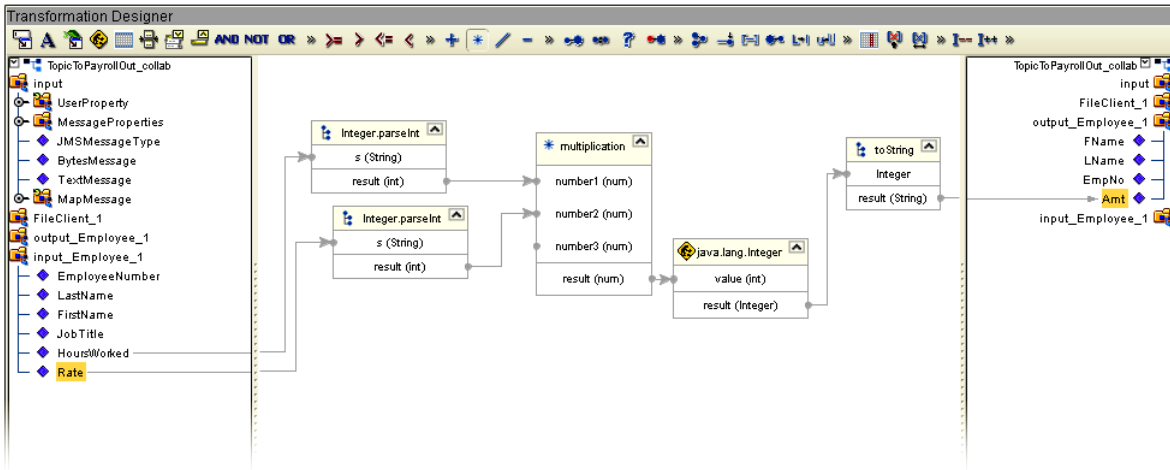 Transformation Designer
A AND NOT OR » >= > <= < » + * / - » ? » » » I-- I++ »
TopicToPayrollOut_collab
input
UserProperty
MessageProperties
JMSMessageType
BytesMessage
TextMessage
MapMessage
FileClient_1
output_Employee_1
input_Employee_1
EmployeeNumber
LastName
FirstName
JobTitle
HoursWorked
Rate
Integer.parseInt
s (String)
result (int)
Integer.parseInt
s (String)
result (int)
multiplication
number1 (num)
number2 (num)
number3 (num)
result (num)
java.lang.Integer
value (int)
result (Integer)
toString
Integer
result (String)
TopicToPayrollOut_collab
input
FileClient_1
output_Employee_1
FName
LName
EmpNo
Amt
input_Employee_1